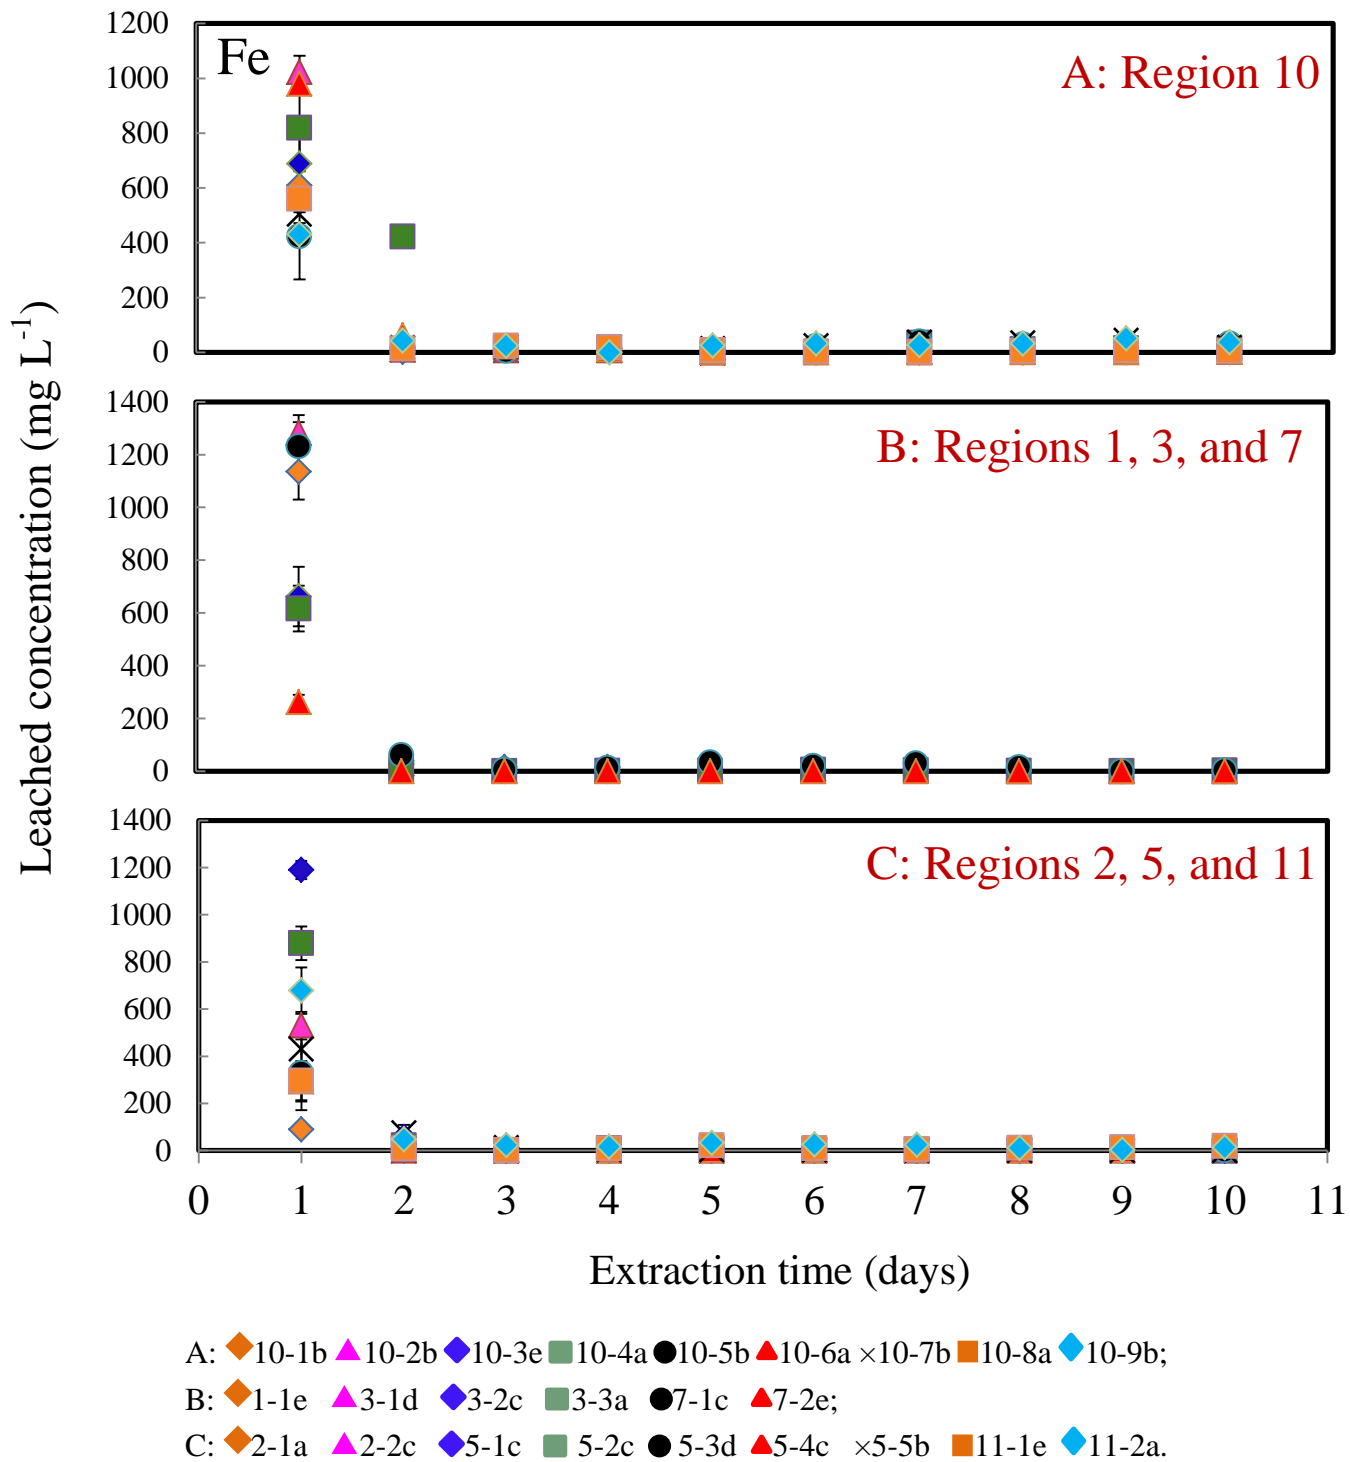 Leached concentration (mg L-1)
1200
1000
800
600
400
200
0
Fe
A: Region 10
1400
1200
1000
800
600
400
200
0
B: Regions 1, 3, and 7
1400
1200
1000
800
600
400
200
0
C: Regions 2, 5, and 11
0 1 2 3 4 5 6 7 8 9 10 11
Extraction time (days)
A: 10-1b 10-2b 10-3e 10-4a 10-5b 10-6a ×10-7b 10-8a 10-9b;
B: 1-1e 3-1d 3-2c 3-3a 7-1c 7-2e;
C: 2-1a 2-2c 5-1c 5-2c 5-3d 5-4c ×5-5b 11-1e 11-2a.